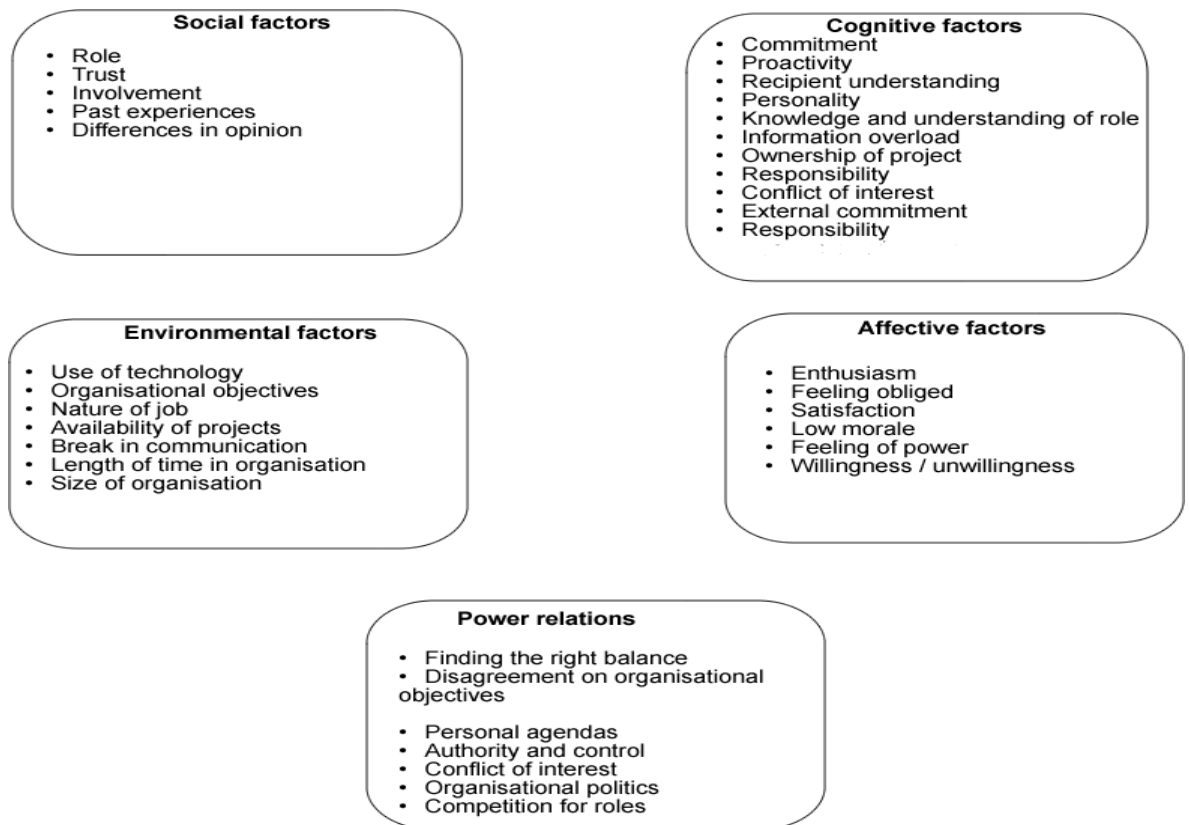 Social factors
• Role
• Trust
• Involvement
• Past experiences
• Differences in opinion
Cognitive factors
• Commitment
• Proactivity
• Recipient understanding
• Personality
• Knowledge and understanding of role
• Information overload
• Ownership of project
• Responsibility
• Conflict of interest
• External commitment
• Responsibility
Environmental factors
• Use of technology
• Organisational objectives
• Nature of job
• Availability of projects
• Break in communication
• Length of time in organisation
• Size of organisation
Affective factors
• Enthusiasm
• Feeling obliged
• Satisfaction
• Low morale
• Feeling of power
• Willingness / unwillingness
Power relations
• Finding the right balance
• Disagreement on organisational
objectives
• Personal agendas
• Authority and control
• Conflict of interest
• Organisational politics
• Competition for roles